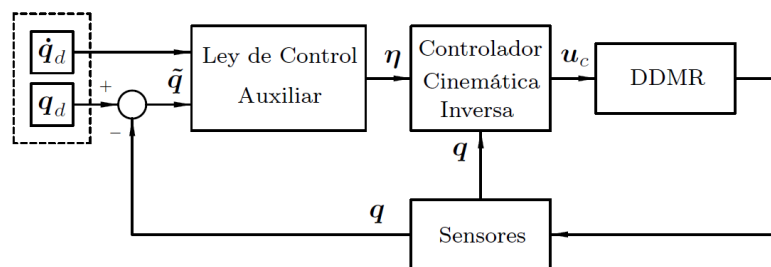 q̇_d
q_d
+
−
q̃
Ley de Control
Auxiliar
η
Controlador
Cinemática
Inversa
u_c
DDMR
q
q
Sensores